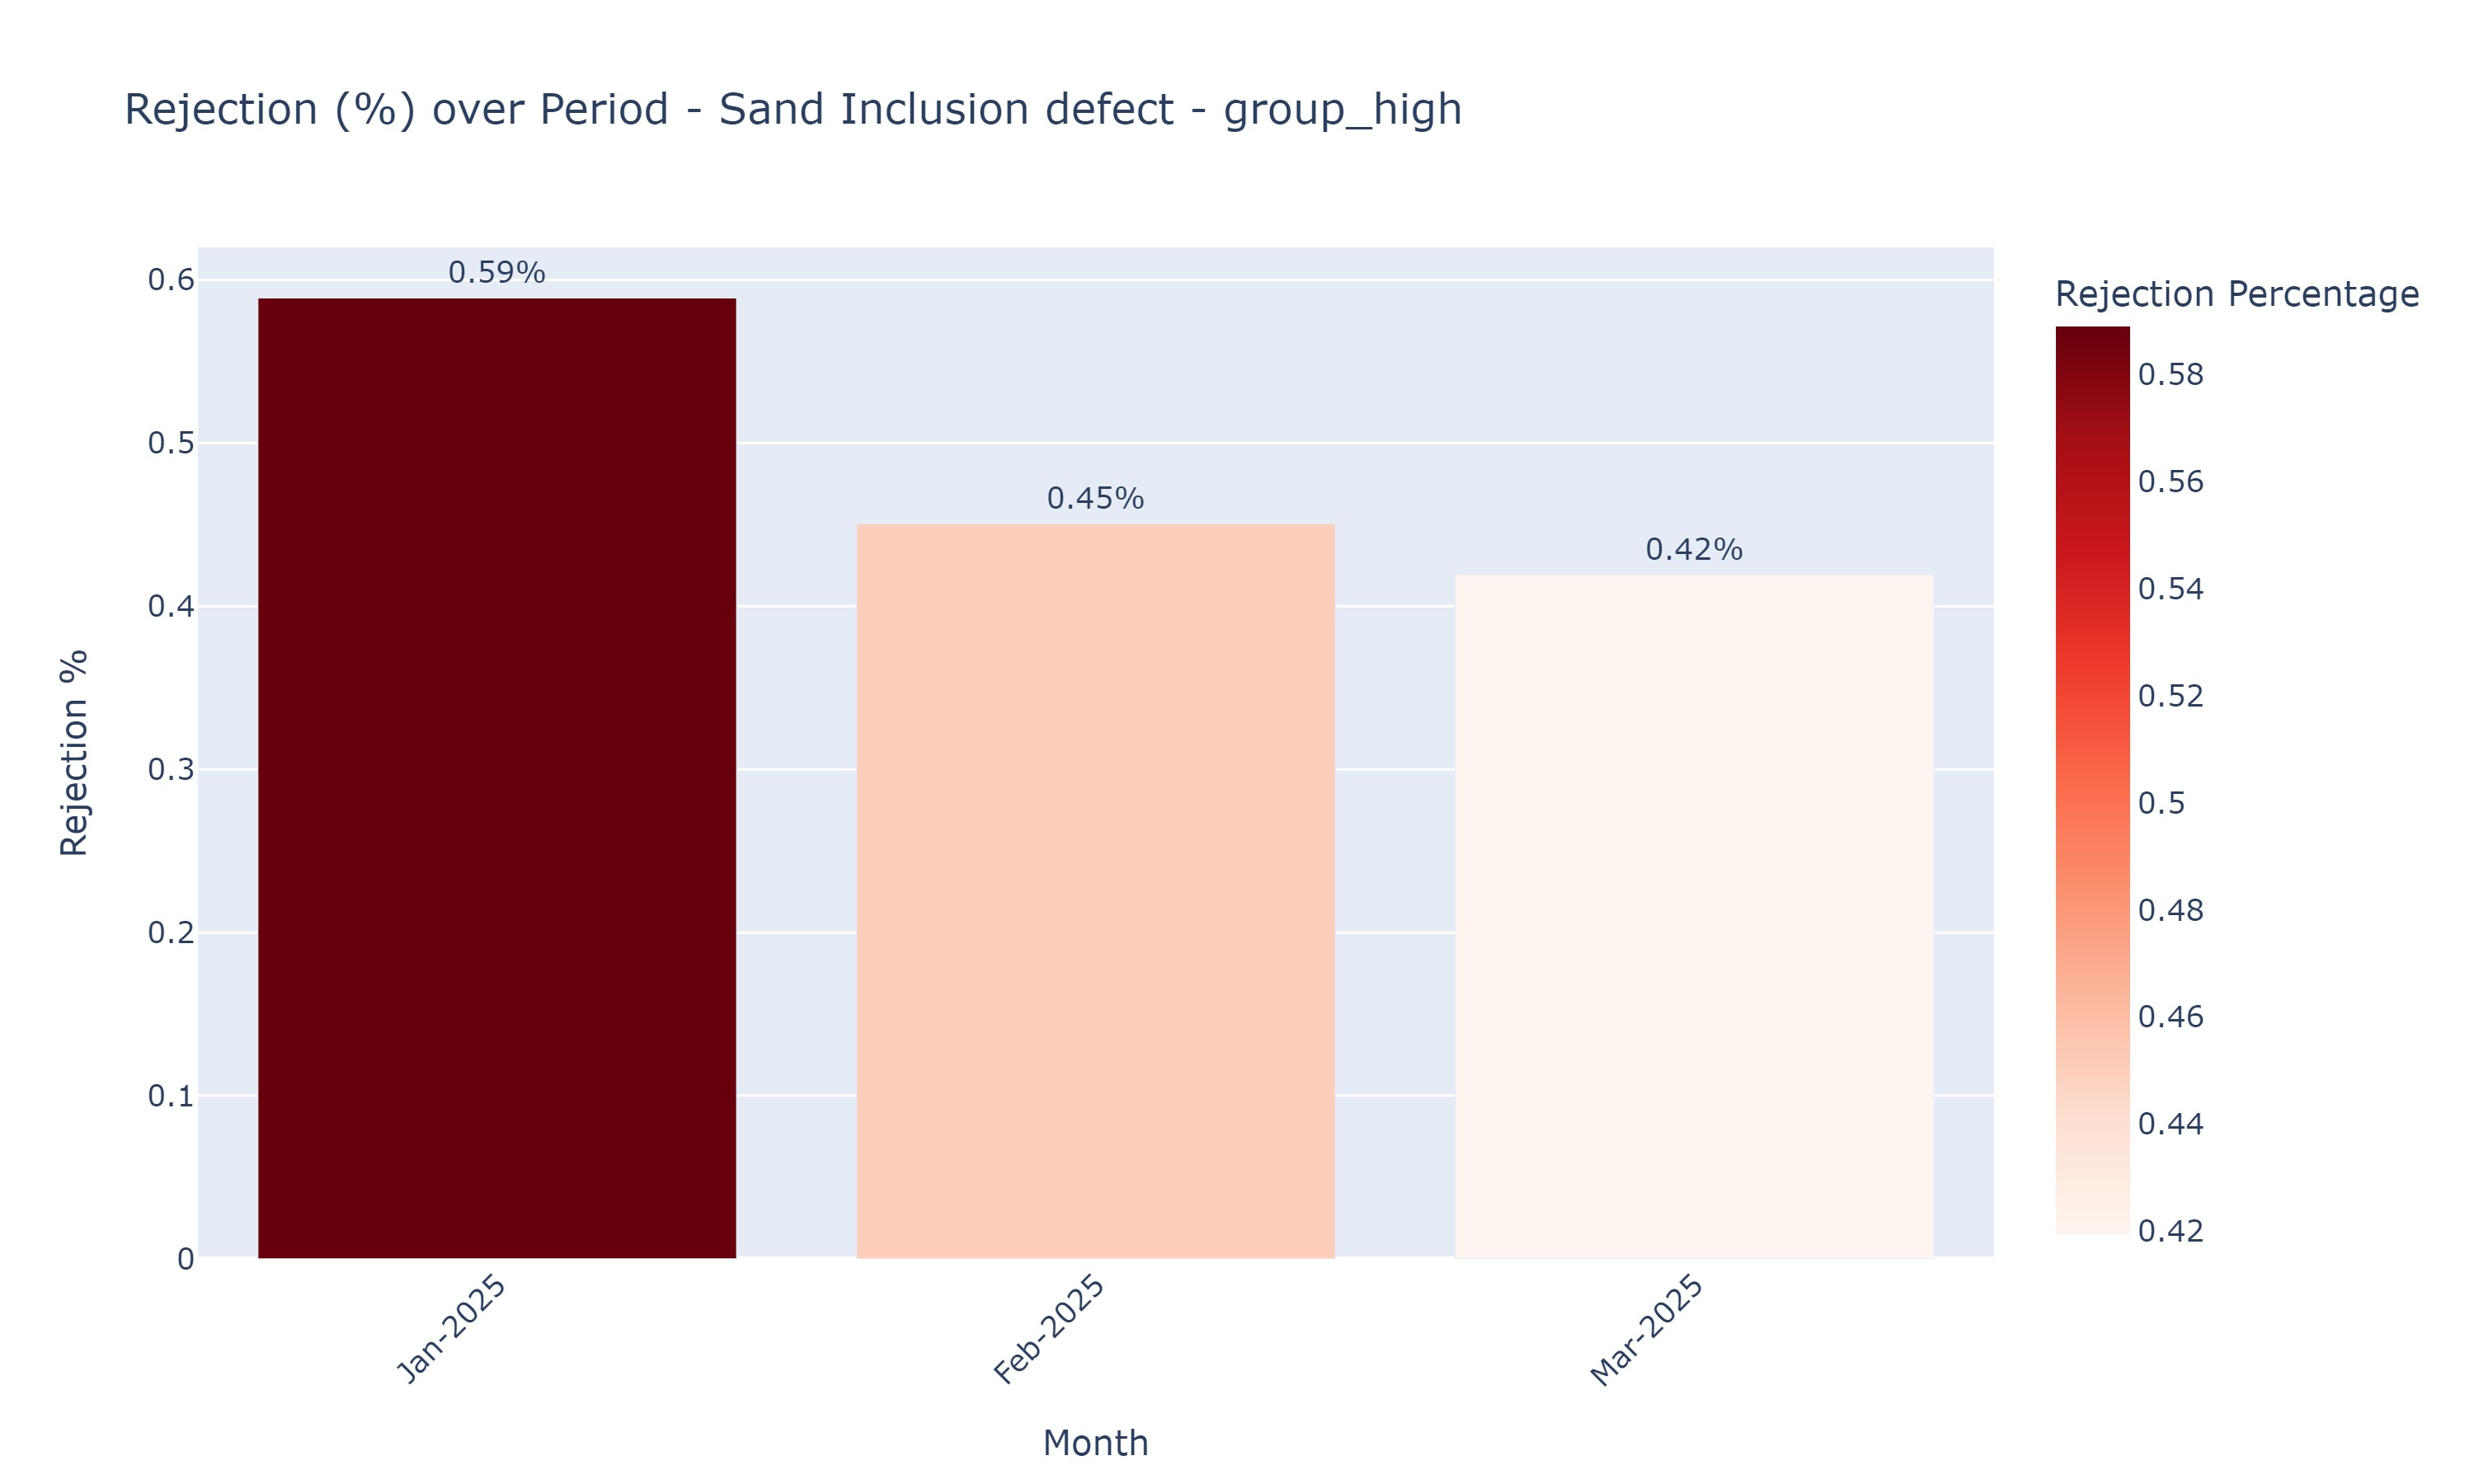 Rejection (%) over Period - Sand Inclusion defect - group_high
Rejection %
0.6
0.5
0.4
0.3
0.2
0.1
0
0.59%
0.45%
0.42%
Jan-2025
Feb-2025
Mar-2025
Month
Rejection Percentage
0.58
0.56
0.54
0.52
0.5
0.48
0.46
0.44
0.42